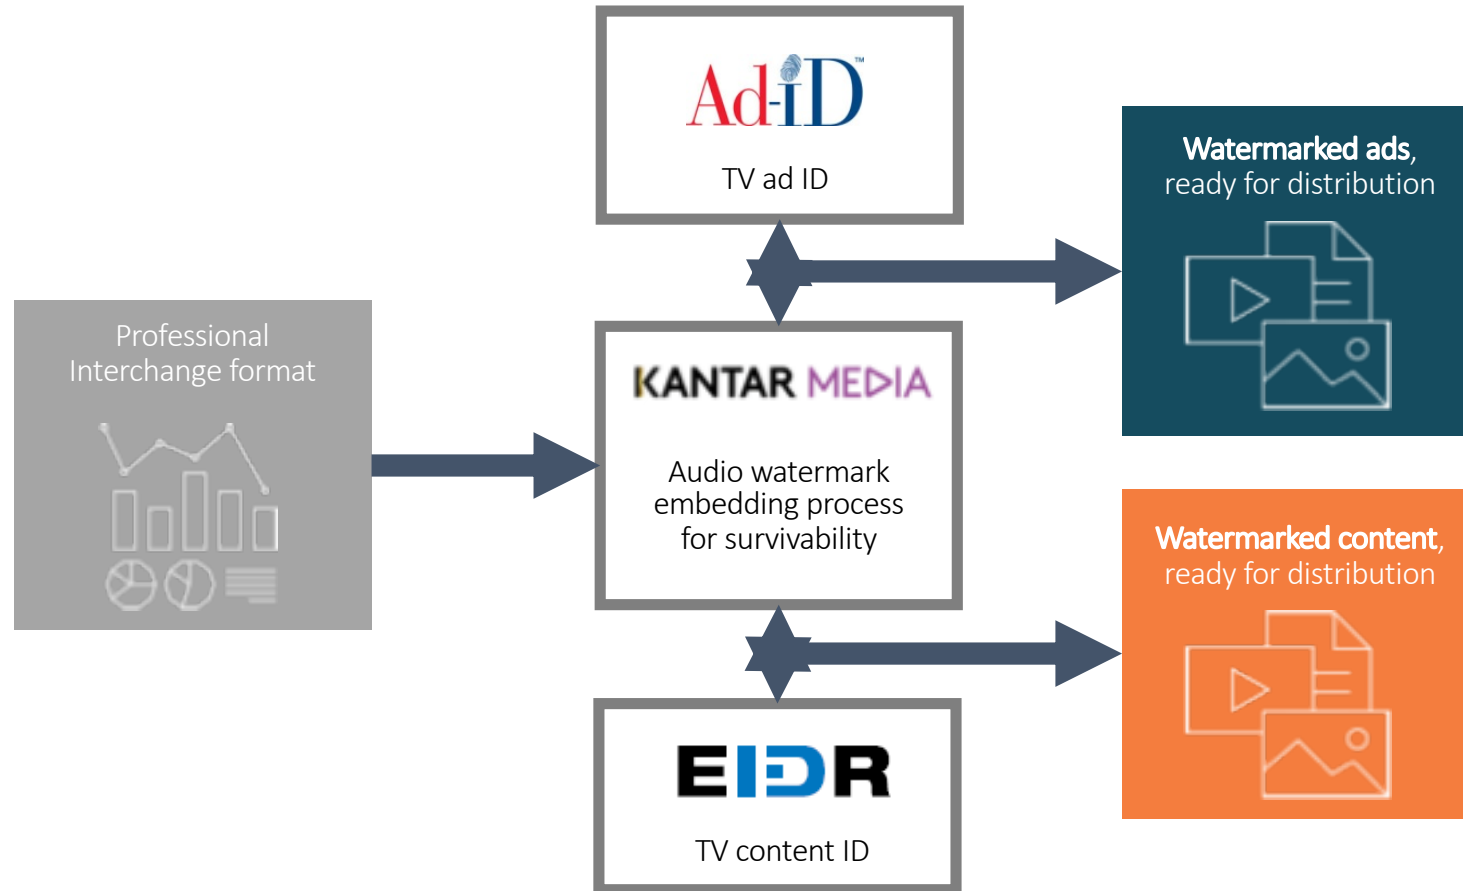 Ad-iD™
TV ad ID
Watermarked ads,
ready for distribution
Professional
Interchange format
KANTAR MEDIA
Audio watermark
embedding process
for survivability
Watermarked content,
ready for distribution
EIDR
TV content ID